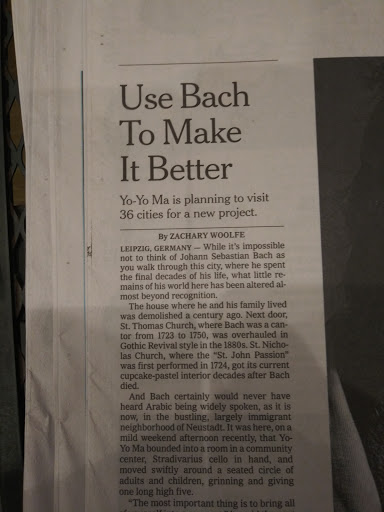 Use Bach
To Make
It Better
Yo-Yo Ma is planning to visit
36 cities for a new project.
By ZACHARY WOOLFE
LEIPZIG, GERMANY — While it's impossible
not to think of Johann Sebastian Bach as
you walk through this city, where he spent
the final decades of his life, what little re-
mains of his world here has been altered al-
most beyond recognition.
The house where he and his family lived
was demolished a century ago. Next door,
St. Thomas Church, where Bach was a can-
tor from 1723 to 1750, was overhauled in
Gothic Revival style in the 1880s. St. Nicho-
las Church, where the “St. John Passion”
was first performed in 1724, got its current
cupcake-pastel interior decades after Bach
died.
And Bach certainly would never have
heard Arabic being widely spoken, as it is
now, in the bustling, largely immigrant
neighborhood of Neustadt. It was here, on a
mild weekend afternoon recently, that Yo-
Yo Ma bounded into a room in a community
center, Stradivarius cello in hand, and
moved swiftly around a seated circle of
adults and children, grinning and giving
one long high five.
“The most important thing is to bring all